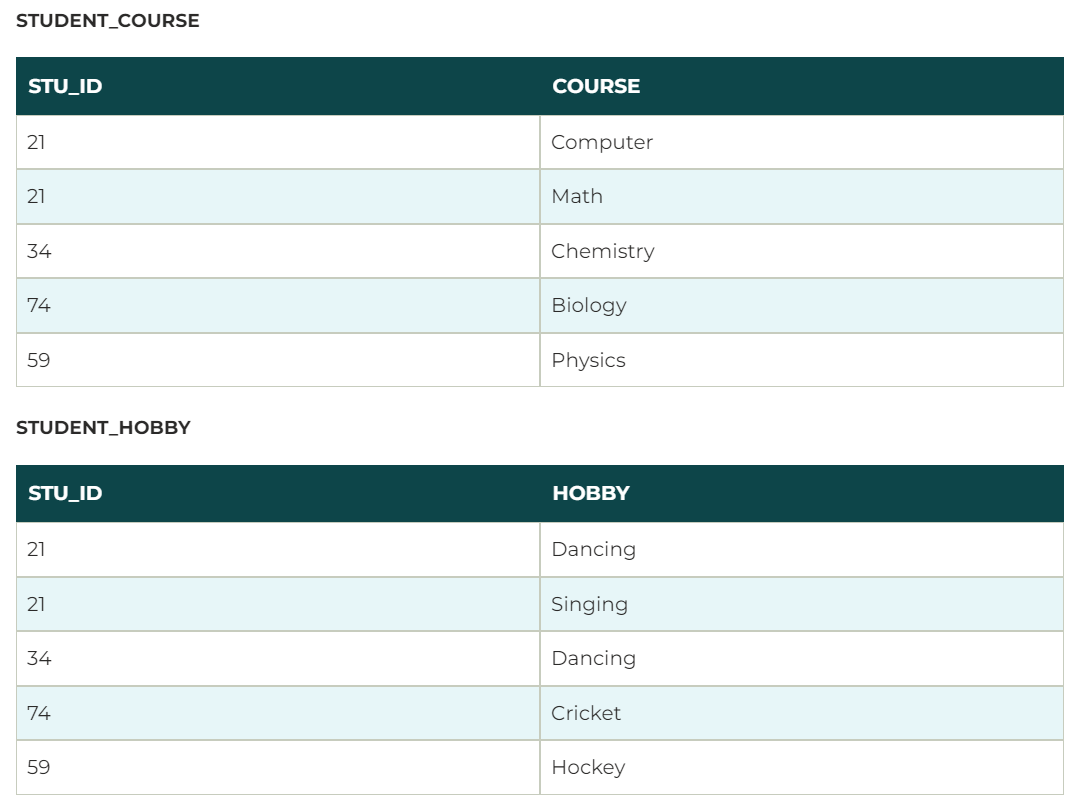 STUDENT_COURSE
STU_ID COURSE
21 Computer
21 Math
34 Chemistry
74 Biology
59 Physics
STUDENT_HOBBY
STU_ID HOBBY
21 Dancing
21 Singing
34 Dancing
74 Cricket
59 Hockey